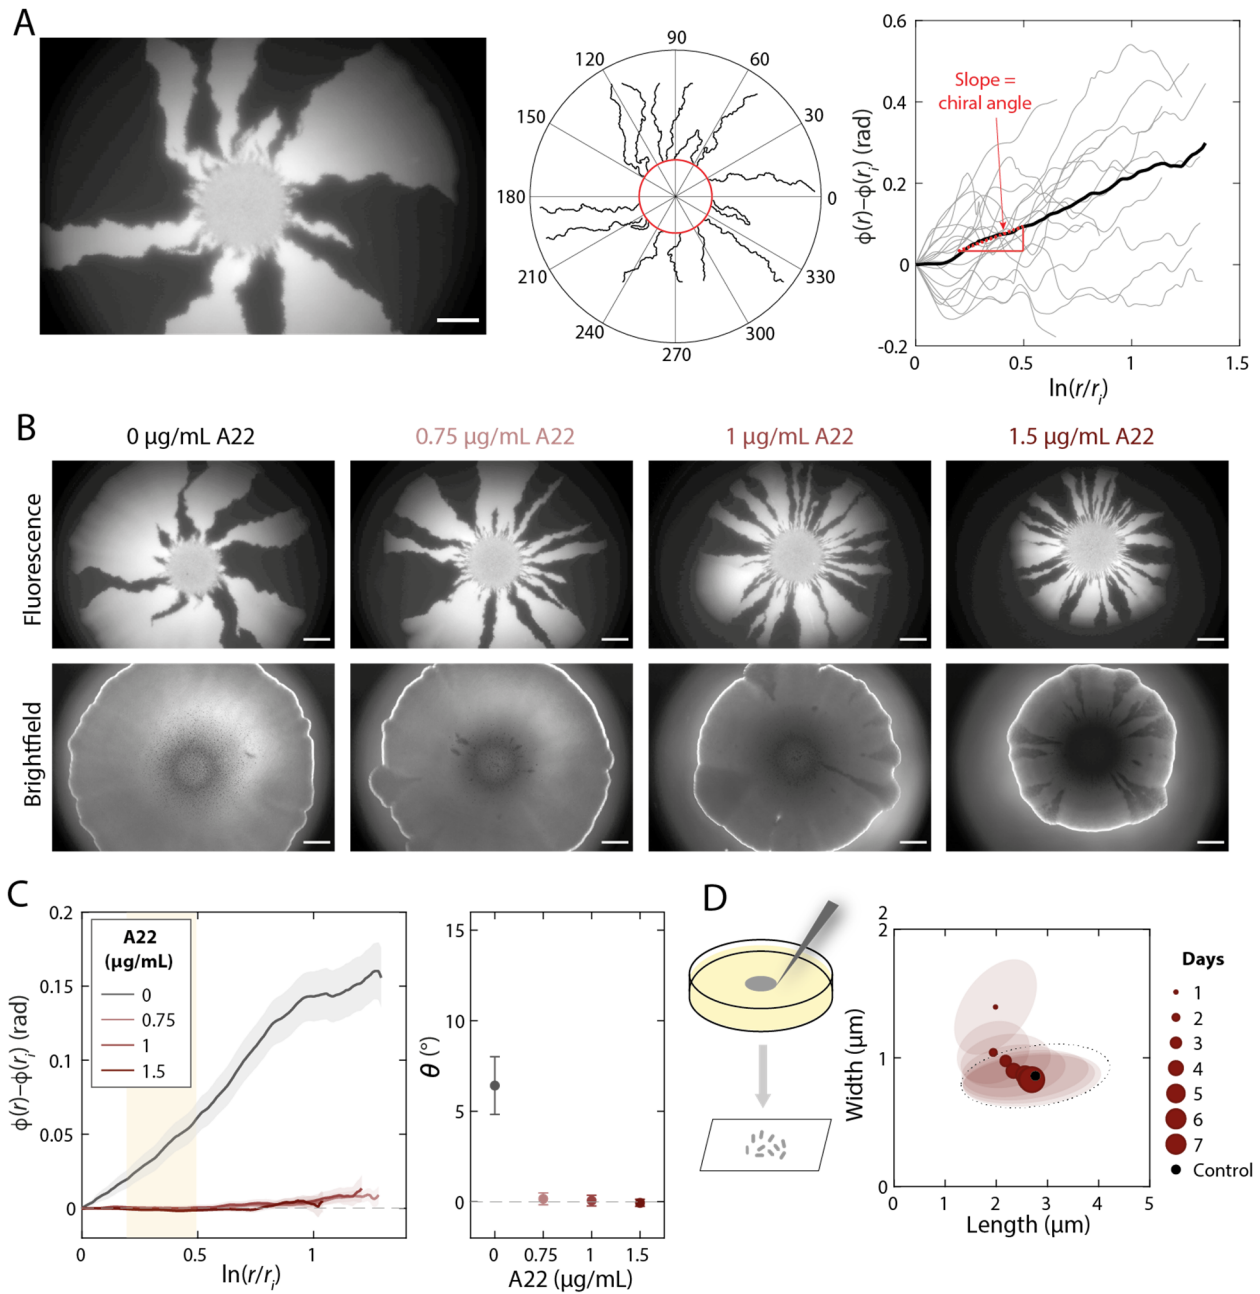 A
90
120
60
150
30
180
0
210
330
240
300
270
0.6
0.4
0.2
0
-0.2
0
0.5
1
1.5
ϕ(r)−ϕ(rᵢ) (rad)
ln(r/rᵢ)
Slope =
chiral angle
B
0 µg/mL A22
0.75 µg/mL A22
1 µg/mL A22
1.5 µg/mL A22
Fluorescence
Brightfield
C
0.2
0.15
0.1
0.05
0
0
0.5
1
ϕ(r)−ϕ(rᵢ) (rad)
ln(r/rᵢ)
A22
(µg/mL)
0
0.75
1
1.5
15
10
5
0
θ (°)
0
0.75
1
1.5
A22 (µg/mL)
D
2
2
1
0
Width (µm)
0
1
2
3
4
5
Length (µm)
Days
1
2
3
4
5
6
7
Control